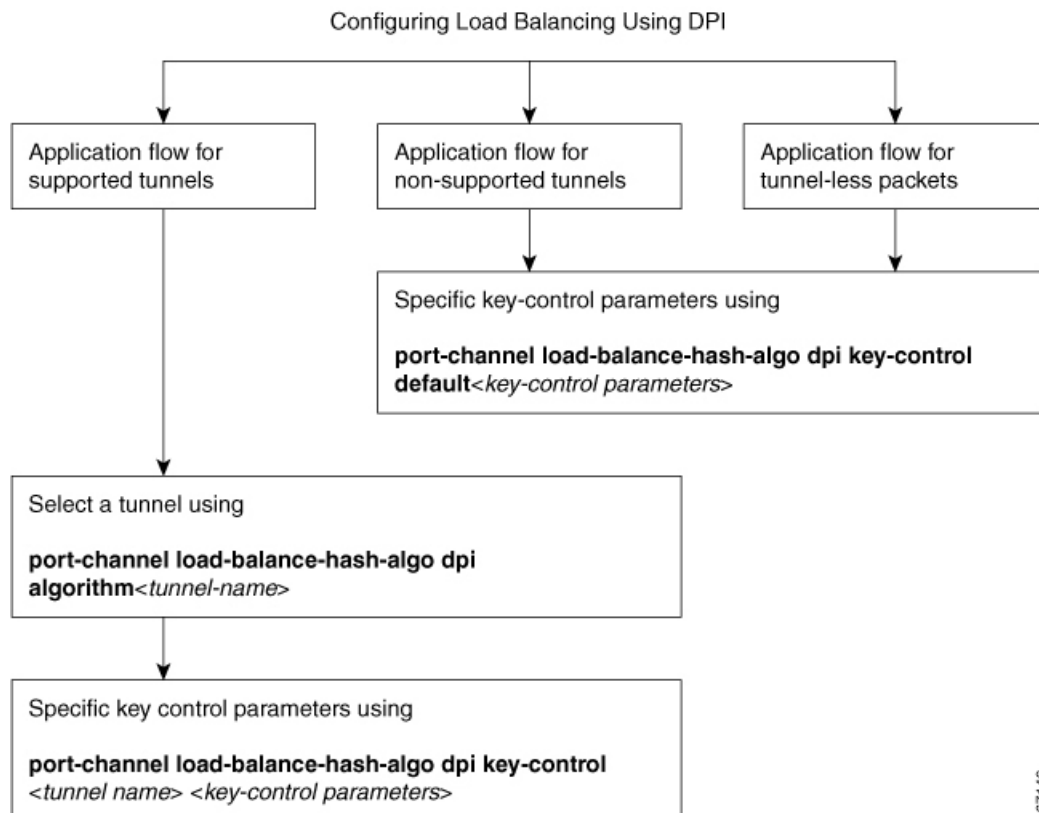 Configuring Load Balancing Using DPI
Application flow for
supported tunnels
Application flow for
non-supported tunnels
Application flow for
tunnel-less packets
Specific key-control parameters using
port-channel load-balance-hash-algo dpi key-control
default<key-control parameters>
Select a tunnel using
port-channel load-balance-hash-algo dpi
algorithm<tunnel-name>
Specific key control parameters using
port-channel load-balance-hash-algo dpi key-control
<tunnel name> <key-control parameters>